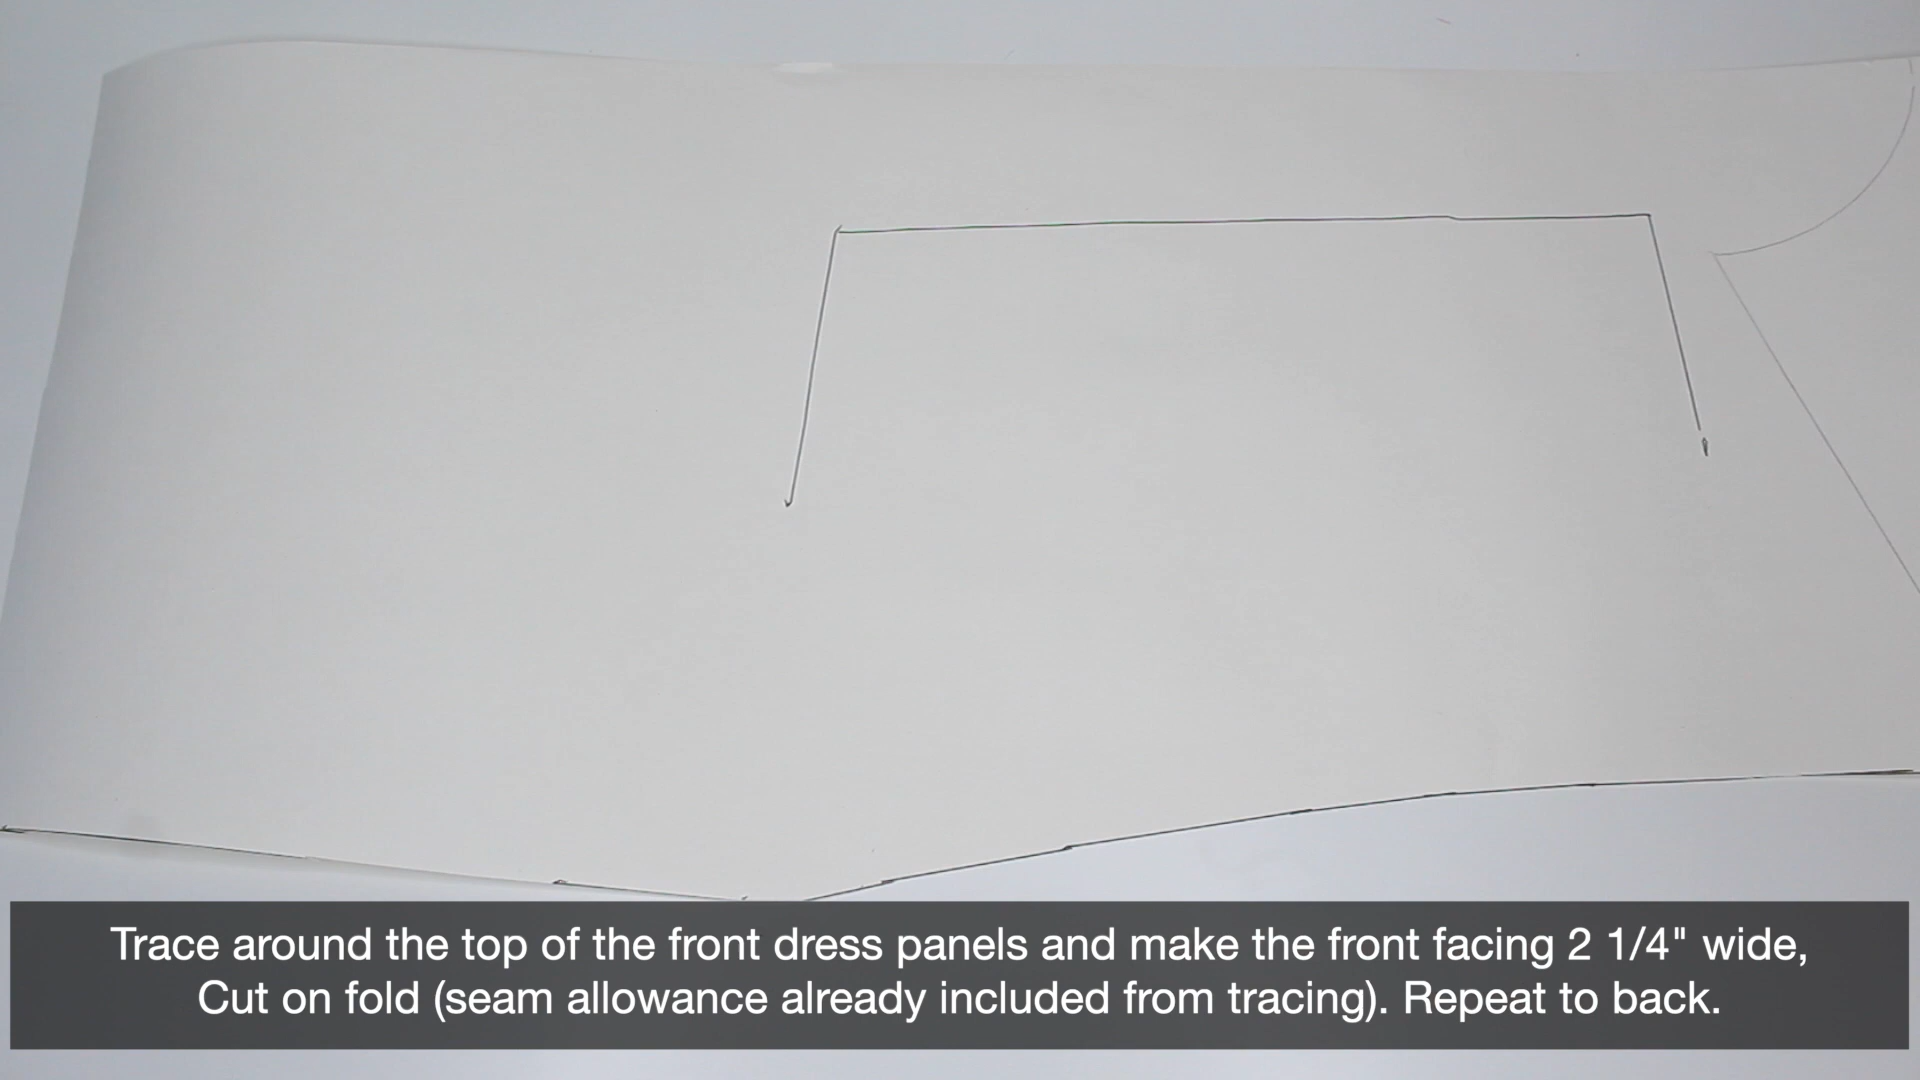 Trace around the top of the front dress panels and make the front facing 2 1/4" wide,
Cut on fold (seam allowance already included from tracing). Repeat to back.